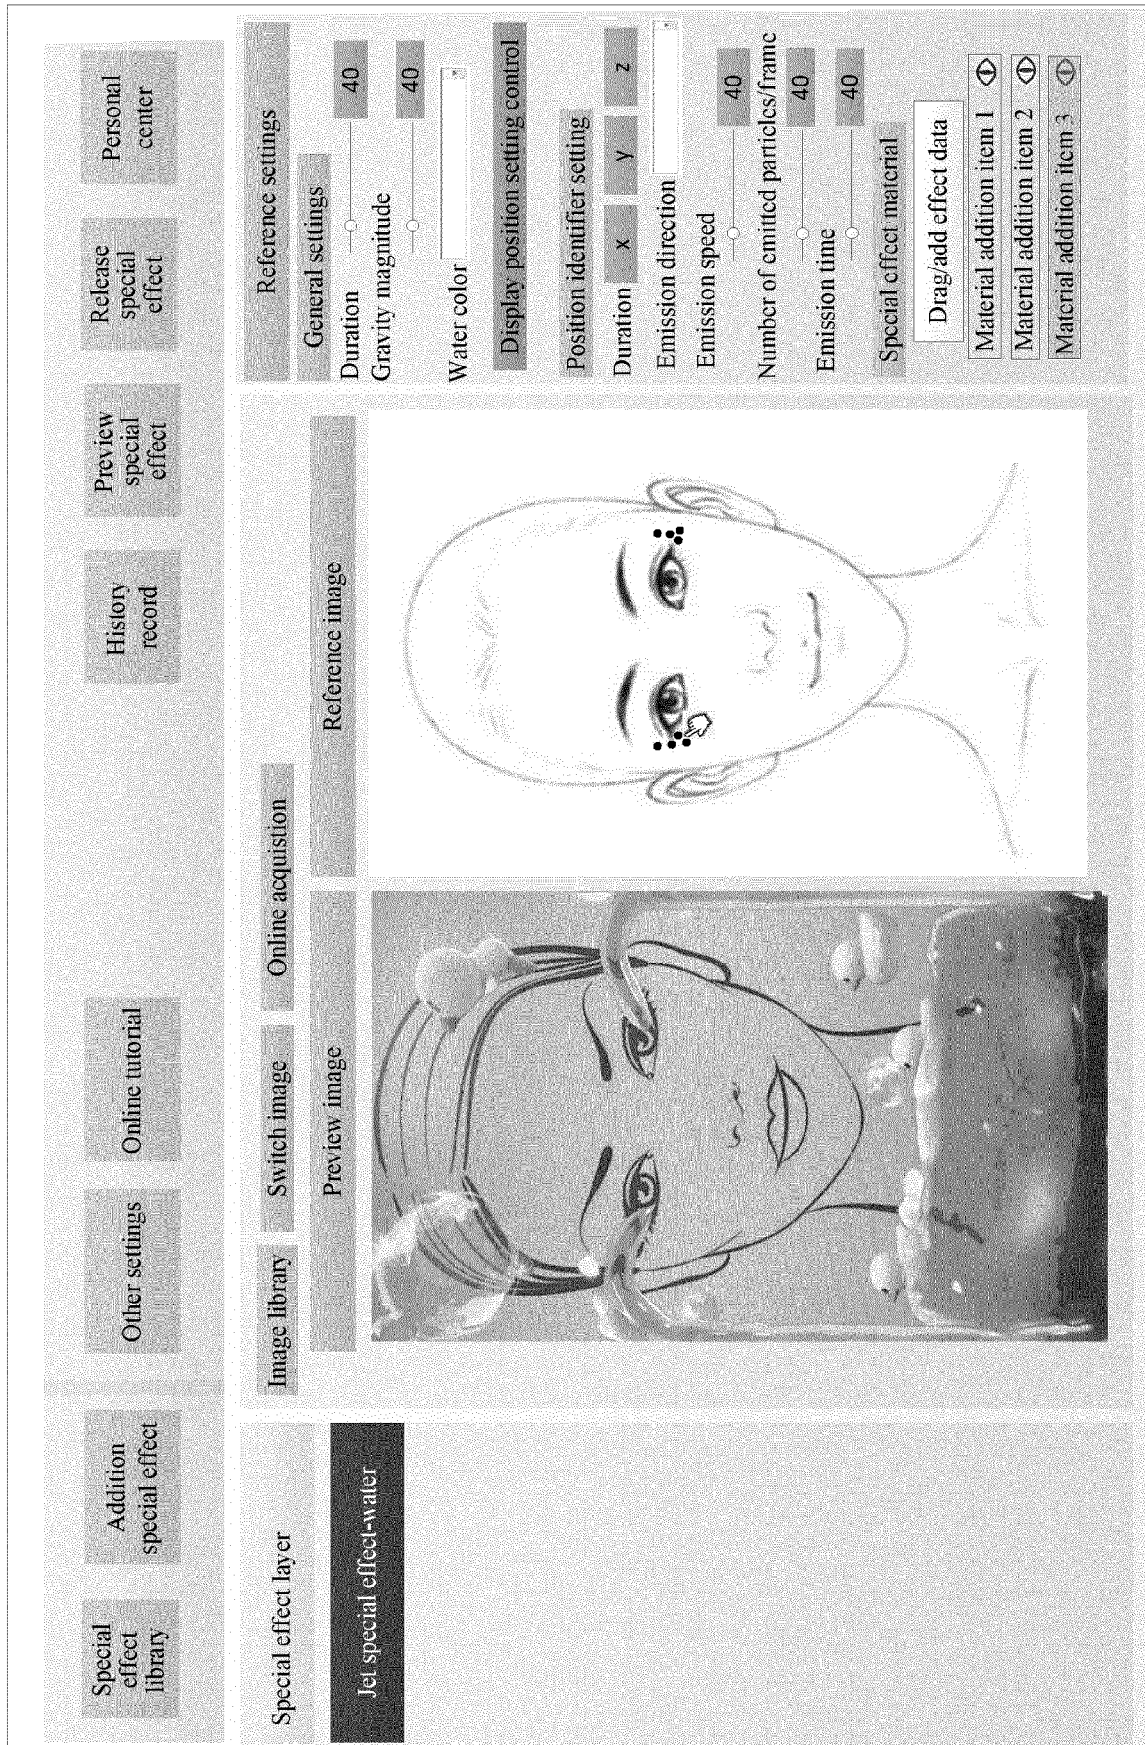 Special
effect
library
Addition
special effect
Other settings
Online tutorial
History
record
Preview
special
effect
Release
special
effect
Personal
center
Special effect layer
Jet special effect-water
Image library
Switch image
Online acquistion
Preview image
Reference image
Reference settings
General settings
Duration
40
Gravity magnitude
40
Water color
Display position setting control
Position identifier setting
Duration x y z
Emission direction
Emission speed
40
Number of emitted particles/frame
40
Emission time
40
Special effect material
Drag/add effect data
Material addition item 1
Material addition item 2
Material addition item 3